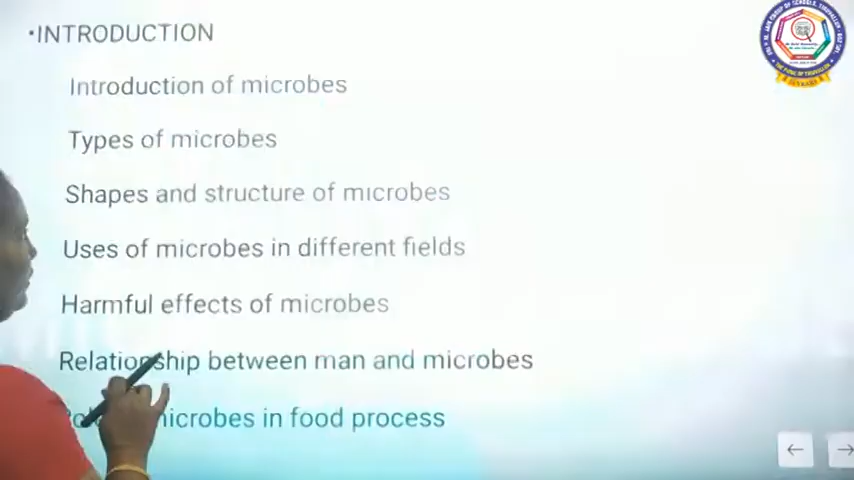 •INTRODUCTION
Introduction of microbes
Types of microbes
Shapes and structure of microbes
Uses of microbes in different fields
Harmful effects of microbes
Relationship between man and microbes
microbes in food process